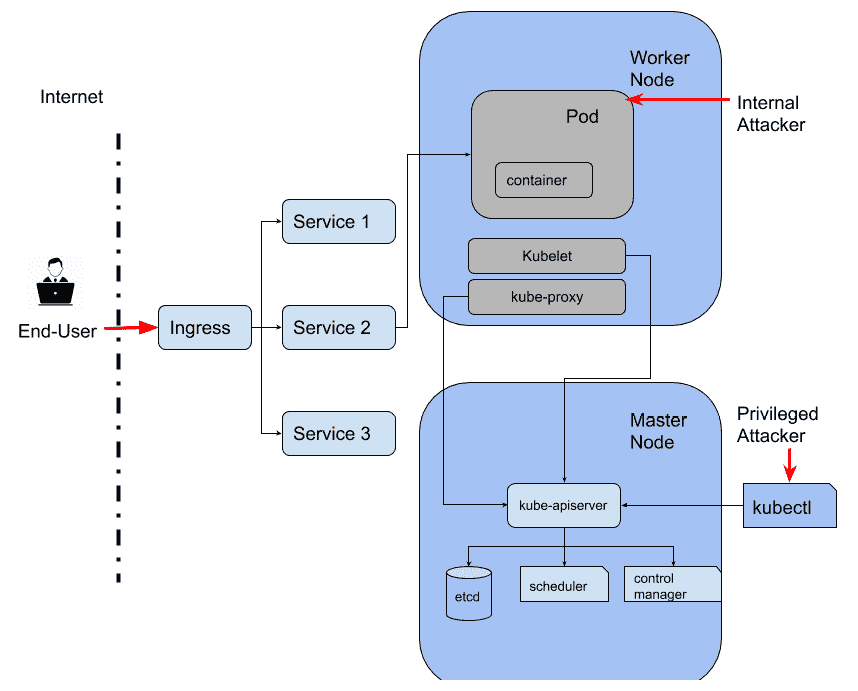 Internet
End-User
Ingress
Service 1
Service 2
Service 3
Worker
Node
Pod
container
Kubelet
kube-proxy
Internal
Attacker
Master
Node
kube-apiserver
etcd
scheduler
control
manager
Privileged
Attacker
kubectl